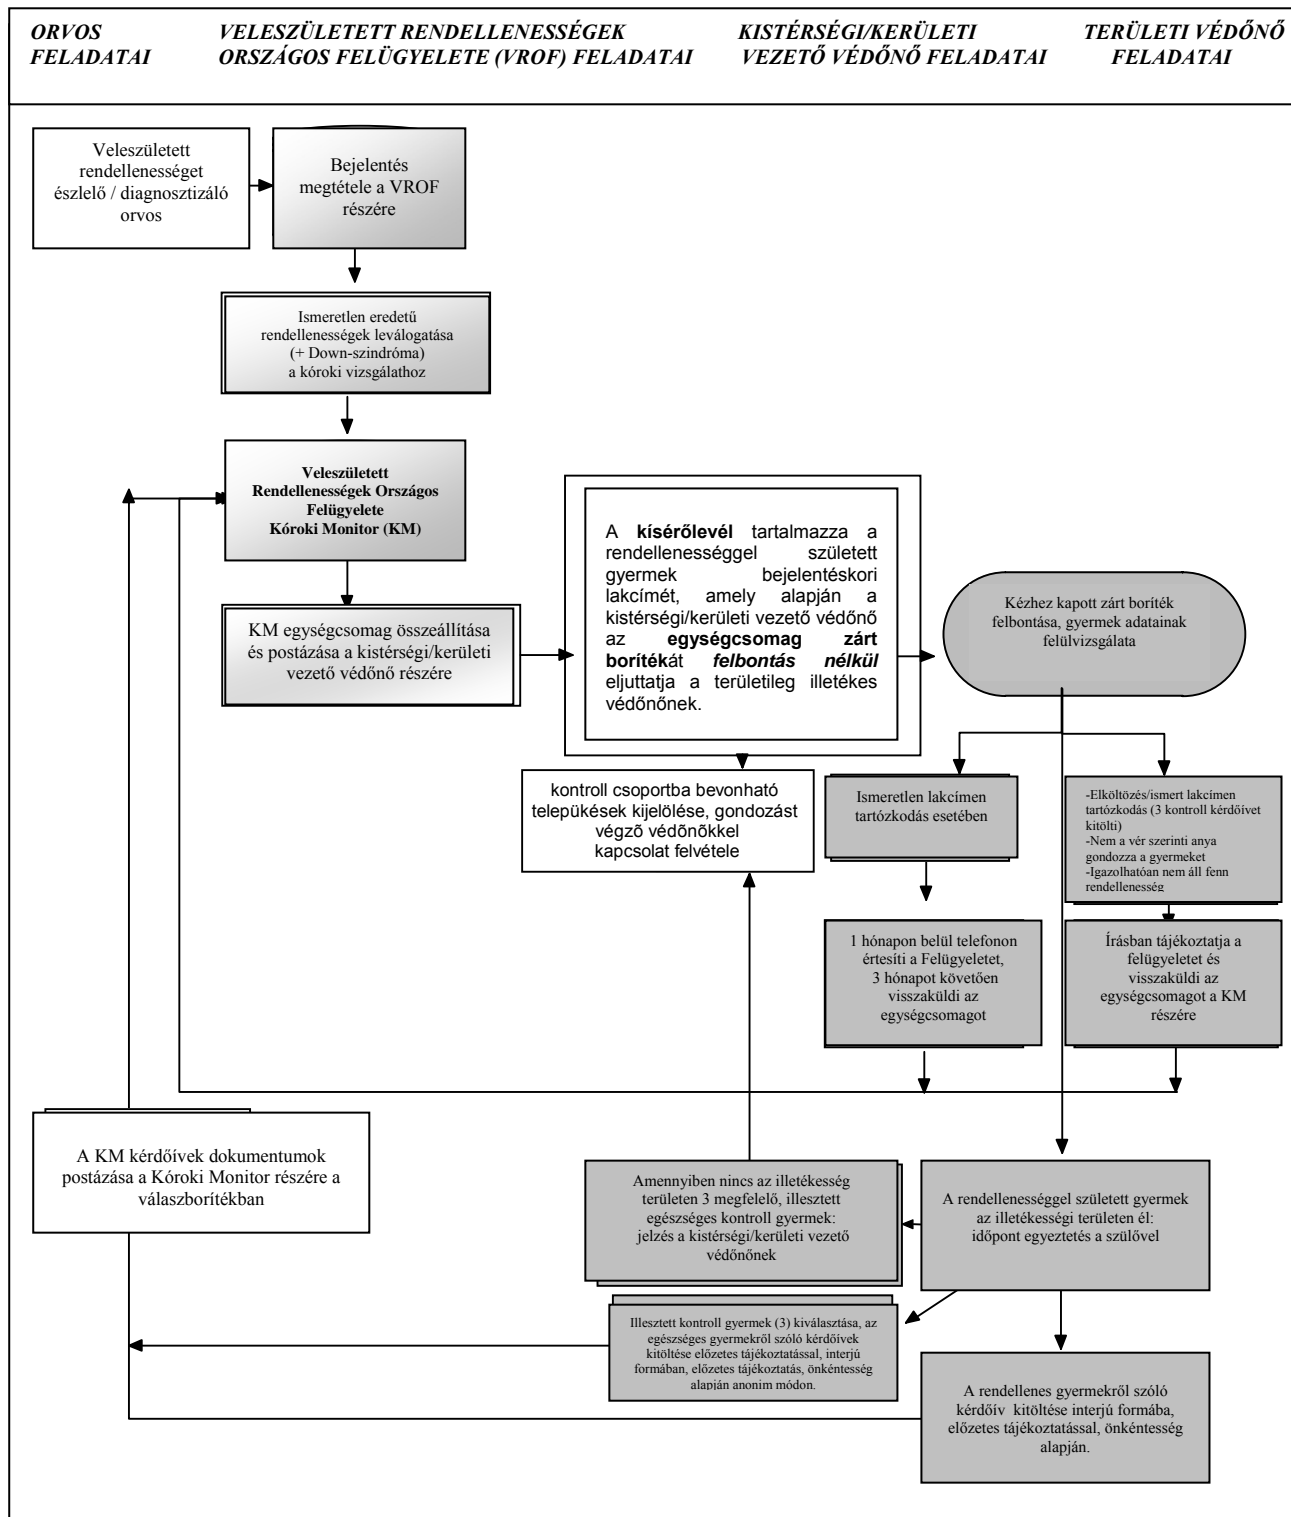 ORVOS
FELADATAI
VELESZÜLETETT RENDELLENESSÉGEK
ORSZÁGOS FELÜGYELETE (VROF) FELADATAI
KISTÉRSÉGI/KERÜLETI
VEZETŐ VÉDŐNŐ FELADATAI
TERÜLETI VÉDŐNŐ
FELADATAI
Veleszületett
rendellenességet
észlelő / diagnosztizáló
orvos
Bejelentés
megtétele a VROF
részére
Ismeretlen eredetű
rendellenességek leválogatása
(+ Down-szindróma)
a kóroki vizsgálathoz
Veleszületett
Rendellenességek Országos
Felügyelete
Kóroki Monitor (KM)
KM egységcsomag összeállítása
és postázása a kistérségi/kerületi
vezető védőnő részére
A kísérőlevél tartalmazza a
rendellenességgel született
gyermek bejelentéskori
lakcímét, amely alapján a
kistérségi/kerületi vezető védőnő
az egységcsomag zárt
borítékát felbontás nélkül
eljuttatja a területileg illetékes
védőnőnek.
Kézhez kapott zárt boríték
felbontása, gyermek adatainak
felülvizsgálata
kontroll csoportba bevonható
telepükések kijelölése, gondozást
végzõ védõnõkkel
kapcsolat felvétele
Ismeretlen lakcímen
tartózkodás esetében
-Elköltözés/ismert lakcímen
tartózkodás (3 kontroll kérdőívet
kitölti)
-Nem a vér szerinti anya
gondozza a gyermeket
-Igazolhatóan nem áll fenn
rendellenesség
1 hónapon belül telefonon
értesíti a Felügyeletet,
3 hónapot követően
visszaküldi az
egységcsomagot
Írásban tájékoztatja a
felügyeletet és
visszaküldi az
egységcsomagot a KM
részére
A KM kérdőívek dokumentumok
postázása a Kóroki Monitor részére a
válaszborítékban
Amennyiben nincs az illetékesség
területen 3 megfelelő, illesztett
egészséges kontroll gyermek:
jelzés a kistérségi/kerületi vezető
védőnőnek
A rendellenességgel született gyermek
az illetékességi területen él:
időpont egyeztetés a szülővel
Illesztett kontroll gyermek (3) kiválasztása, az
egészséges gyermekről szóló kérdőívek
kitöltése előzetes tájékoztatással, interjú
formában, előzetes tájékoztatás, önkéntesség
alapján anonim módon.
A rendellenes gyermekről szóló
kérdőív kitöltése interjú formába,
előzetes tájékoztatással, önkéntesség
alapján.